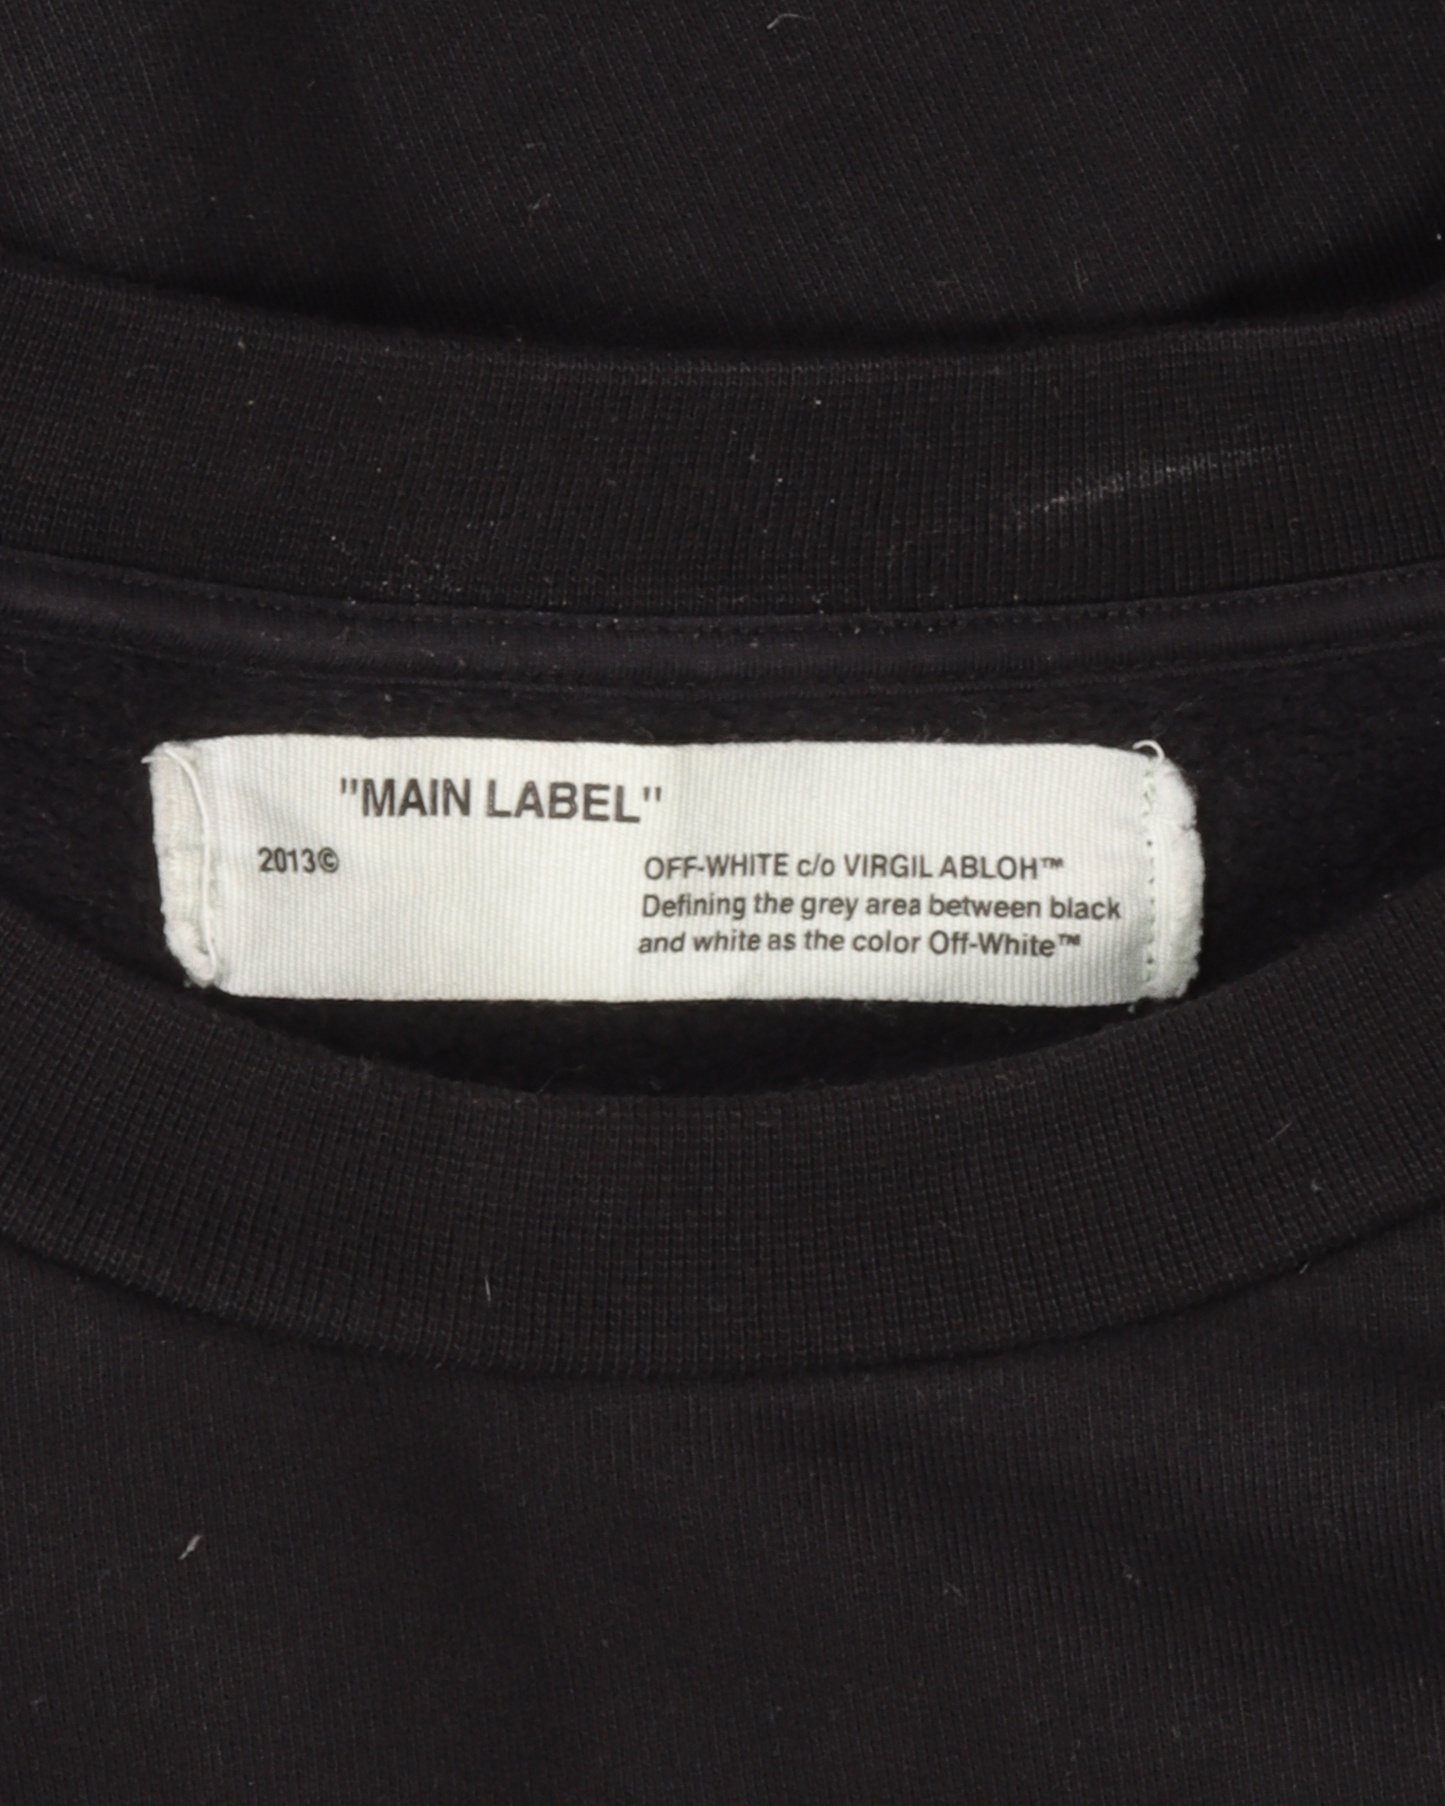 "MAIN LABEL"
2013©
OFF-WHITE c/o VIRGIL ABLOH™
Defining the grey area between black
and white as the color Off-White™